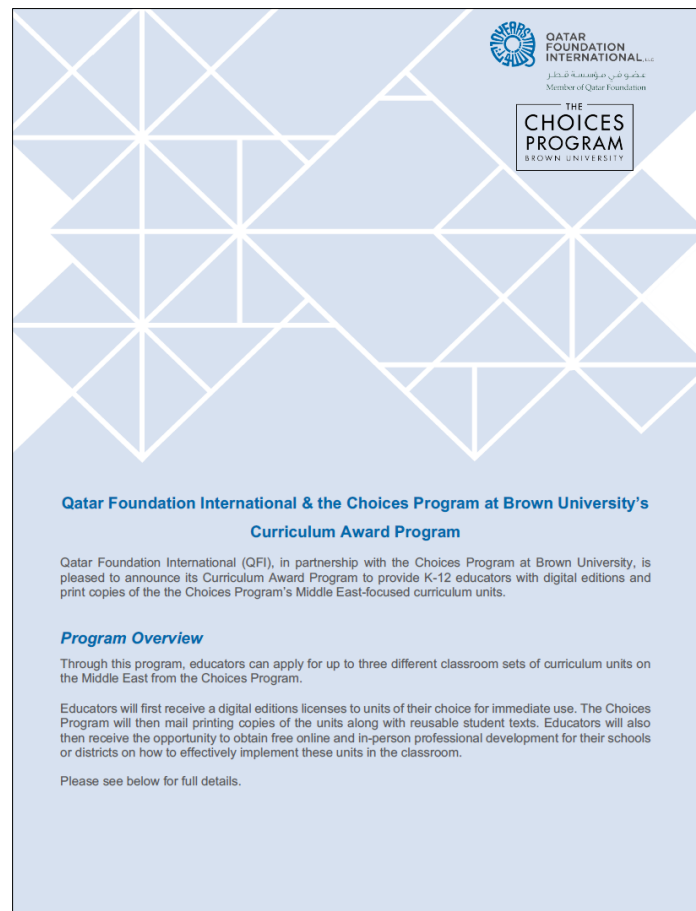 10 YEARS
QATAR
FOUNDATION
INTERNATIONAL LLC
عضو في مؤسسة قطر
Member of Qatar Foundation
THE
CHOICES
PROGRAM
BROWN UNIVERSITY
Qatar Foundation International & the Choices Program at Brown University's
Curriculum Award Program
Qatar Foundation International (QFI), in partnership with the Choices Program at Brown University, is
pleased to announce its Curriculum Award Program to provide K-12 educators with digital editions and
print copies of the the Choices Program's Middle East-focused curriculum units.
Program Overview
Through this program, educators can apply for up to three different classroom sets of curriculum units on
the Middle East from the Choices Program.
Educators will first receive a digital editions licenses to units of their choice for immediate use. The Choices
Program will then mail printing copies of the units along with reusable student texts. Educators will also
then receive the opportunity to obtain free online and in-person professional development for their schools
or districts on how to effectively implement these units in the classroom.
Please see below for full details.